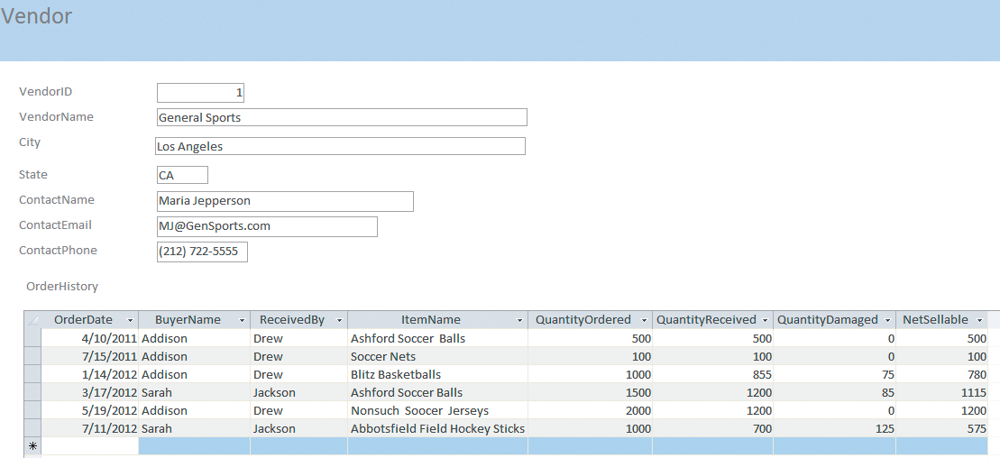 Vendor
VendorID 1
VendorName General Sports
City Los Angeles
State CA
ContactName Maria Jepperson
ContactEmail MJ@GenSports.com
ContactPhone (212) 722-5555
OrderHistory
OrderDate BuyerName ReceivedBy ItemName QuantityOrdered QuantityReceived QuantityDamaged NetSellable
4/10/2011 Addison Drew Ashford Soccer Balls 500 500 0 500
7/15/2011 Addison Drew Soccer Nets 100 100 0 100
1/14/2012 Addison Drew Blitz Basketballs 1000 855 75 780
3/17/2012 Sarah Jackson Ashford Soccer Balls 1500 1200 85 1115
5/19/2012 Addison Drew Nonsuch Soocer Jerseys 2000 1200 0 1200
7/11/2012 Sarah Jackson Abbotsfield Field Hockey Sticks 1000 700 125 575